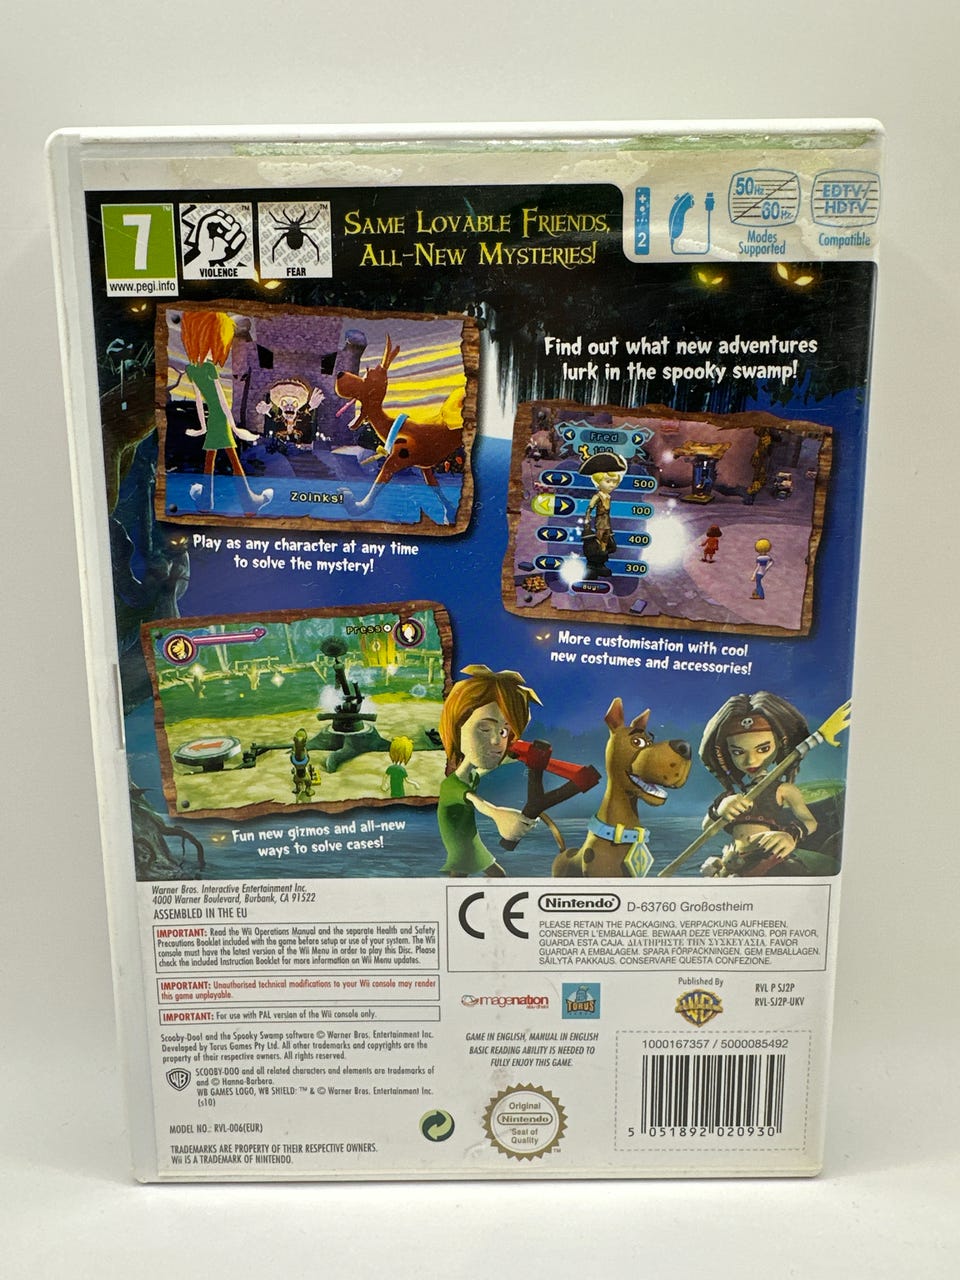 7
www.pegi.info
VIOLENCE
FEAR
SAME LOVABLE FRIENDS,
ALL-NEW MYSTERIES!
2
50Hz
60Hz
Modes
Supported
EDTV/
HDTV
Compatible
Find out what new adventures
lurk in the spooky swamp!
Zoinks!
Play as any character at any time
to solve the mystery!
Fred
500
100
400
300
Buy!
More customisation with cool
new costumes and accessories!
Press
Fun new gizmos and all-new
ways to solve cases!
Warner Bros. Interactive Entertainment Inc.
4000 Warner Boulevard, Burbank, CA 91522
ASSEMBLED IN THE EU
IMPORTANT: Read the Wii Operations Manual and the separate Health and Safety
Precautions Booklet included with the game before setup or use of your system. The Wii
console must have the latest version of the Wii Menu in order to play this Disc. Please
check the included Instruction Booklet for more information on Wii Menu updates.
IMPORTANT: Unauthorised technical modifications to your Wii console may render
this game unplayable.
IMPORTANT: For use with PAL version of the Wii console only.
Scooby-Doo! and the Spooky Swamp software © Warner Bros. Entertainment Inc.
Developed by Torus Games Pty Ltd. All other trademarks and copyrights are the
property of their respective owners. All rights reserved.
WB
SCOOBY-DOO and all related characters and elements are trademarks of
and © Hanna-Barbera.
WB GAMES LOGO, WB SHIELD: ™ & © Warner Bros. Entertainment Inc.
(s10)
MODEL NO.: RVL-006(EUR)
TRADEMARKS ARE PROPERTY OF THEIR RESPECTIVE OWNERS.
Wii IS A TRADEMARK OF NINTENDO.
CE
Nintendo®
D-63760 Großostheim
PLEASE RETAIN THE PACKAGING. VERPACKUNG AUFHEBEN.
CONSERVER L'EMBALLAGE. BEWAAR DEZE VERPAKKING. POR FAVOR,
GUARDA ESTA CAJA. ΔΙΑΤΗΡΗΣΤΕ ΤΗΝ ΣΥΣΚΕΥΑΣΙΑ. FAVOR
GUARDAR A EMBALAGEM. SPARA FÖRPACKNINGEN. GEM EMBALLAGEN.
SÄILYTÄ PAKKAUS. CONSERVARE QUESTA CONFEZIONE.
imagenation
abu dhabi
TORUS
GAMES
Published By
WB
GAMES
RVL P SJ2P
RVL-SJ2P-UKV
GAME IN ENGLISH, MANUAL IN ENGLISH
BASIC READING ABILITY IS NEEDED TO
FULLY ENJOY THIS GAME.
Original
Nintendo
Seal of
Quality
™
1000167357 / 5000085492
5 051892 020930